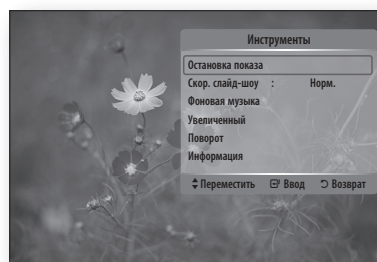 Инструменты
Остановка показа
Скор. слайд-шоу : Норм.
Фоновая музыка
Увеличенный
Поворот
Информация
Переместить Ввод Возврат